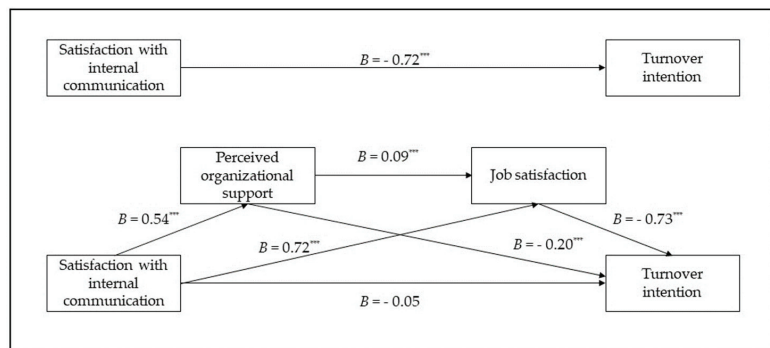 Satisfaction with
internal
communication
B = - 0.72***
Turnover
intention
Perceived
organizational
support
B = 0.09***
Job satisfaction
B = 0.54***
B = 0.72***
B = - 0.20***
B = - 0.73***
Satisfaction with
internal
communication
B = - 0.05
Turnover
intention